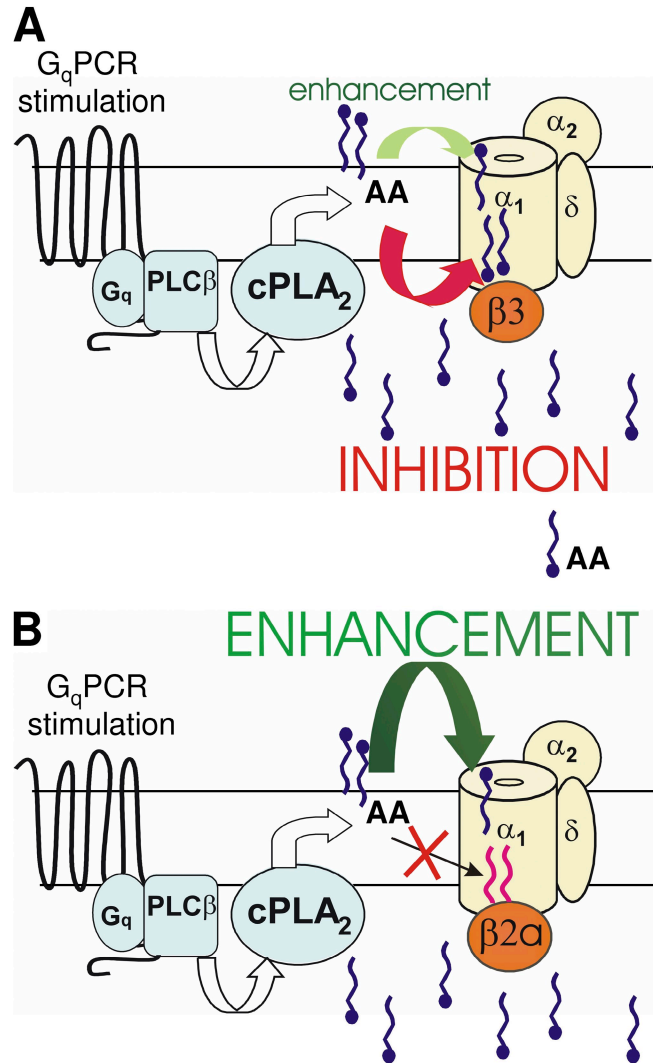 A
GqPCR
stimulation
enhancement
α2
AA
α1
δ
Gq
PLCβ
cPLA2
β3
INHIBITION
AA
B
ENHANCEMENT
GqPCR
stimulation
α2
AA
α1
δ
Gq
PLCβ
cPLA2
β2a